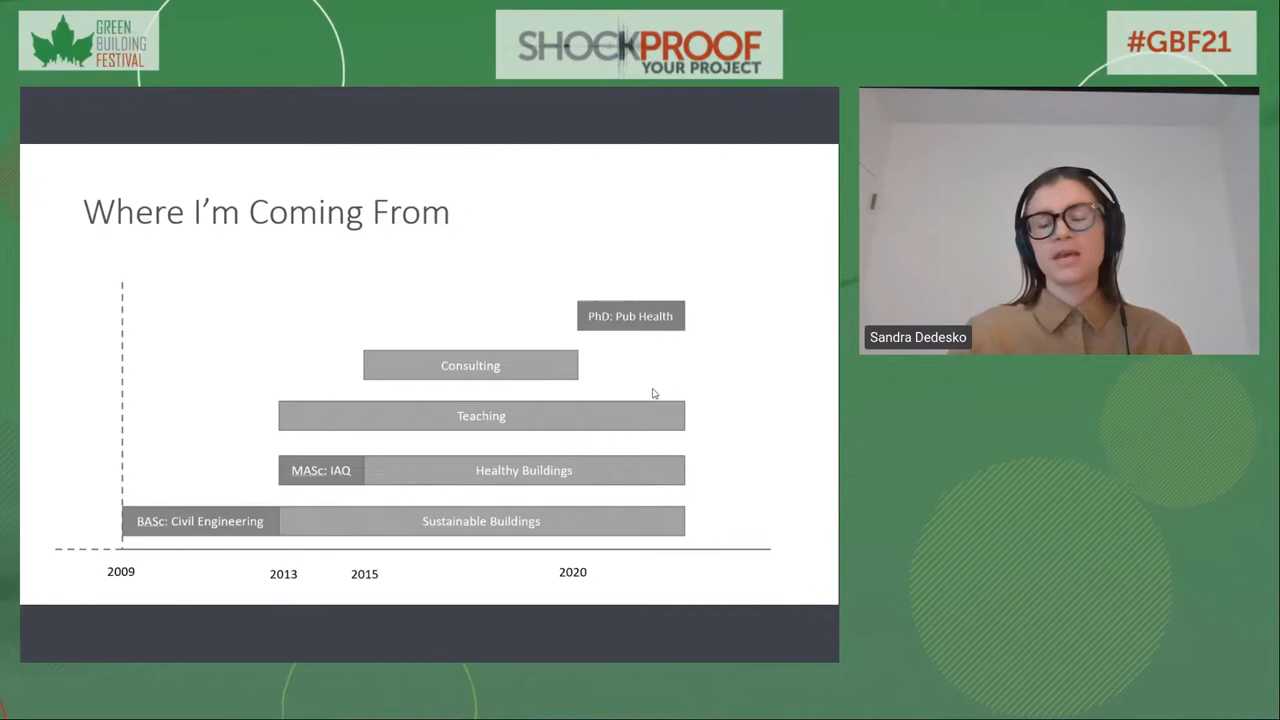 GREEN
BUILDING
FESTIVAL
SHOCKPROOF
YOUR PROJECT
#GBF21
Where I'm Coming From
PhD: Pub Health
Consulting
Teaching
MASc: IAQ
Healthy Buildings
BASc: Civil Engineering
Sustainable Buildings
2009
2013
2015
2020
Sandra Dedesko